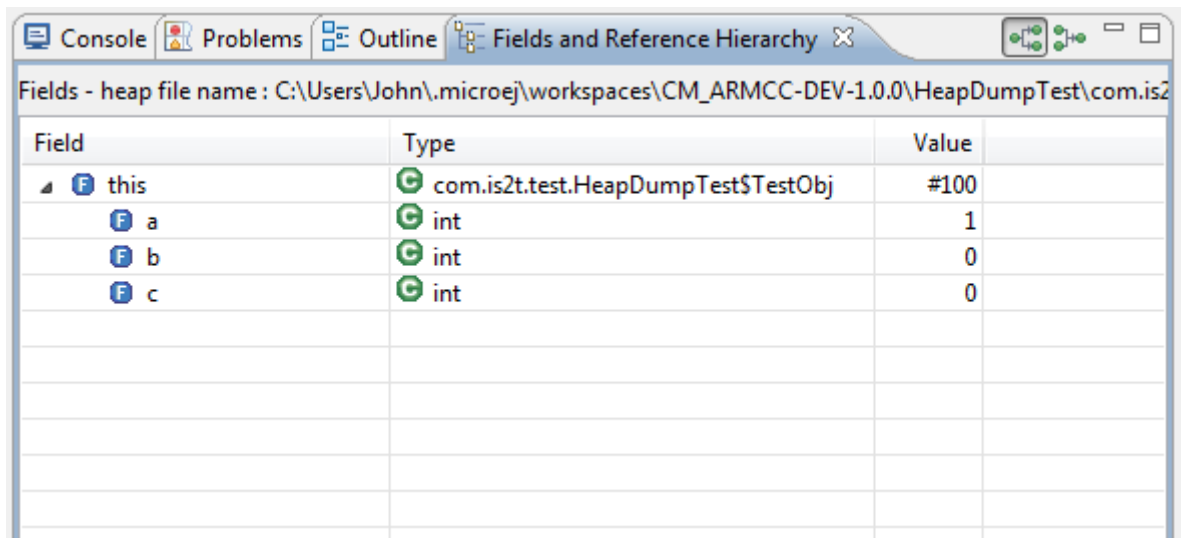 Console Problems Outline Fields and Reference Hierarchy
Fields - heap file name : C:\Users\John\.microej\workspaces\CM_ARMCC-DEV-1.0.0\HeapDumpTest\com.is2
Field Type Value
F this C com.is2t.test.HeapDumpTest$TestObj #100
F a C int 1
F b C int 0
F c C int 0